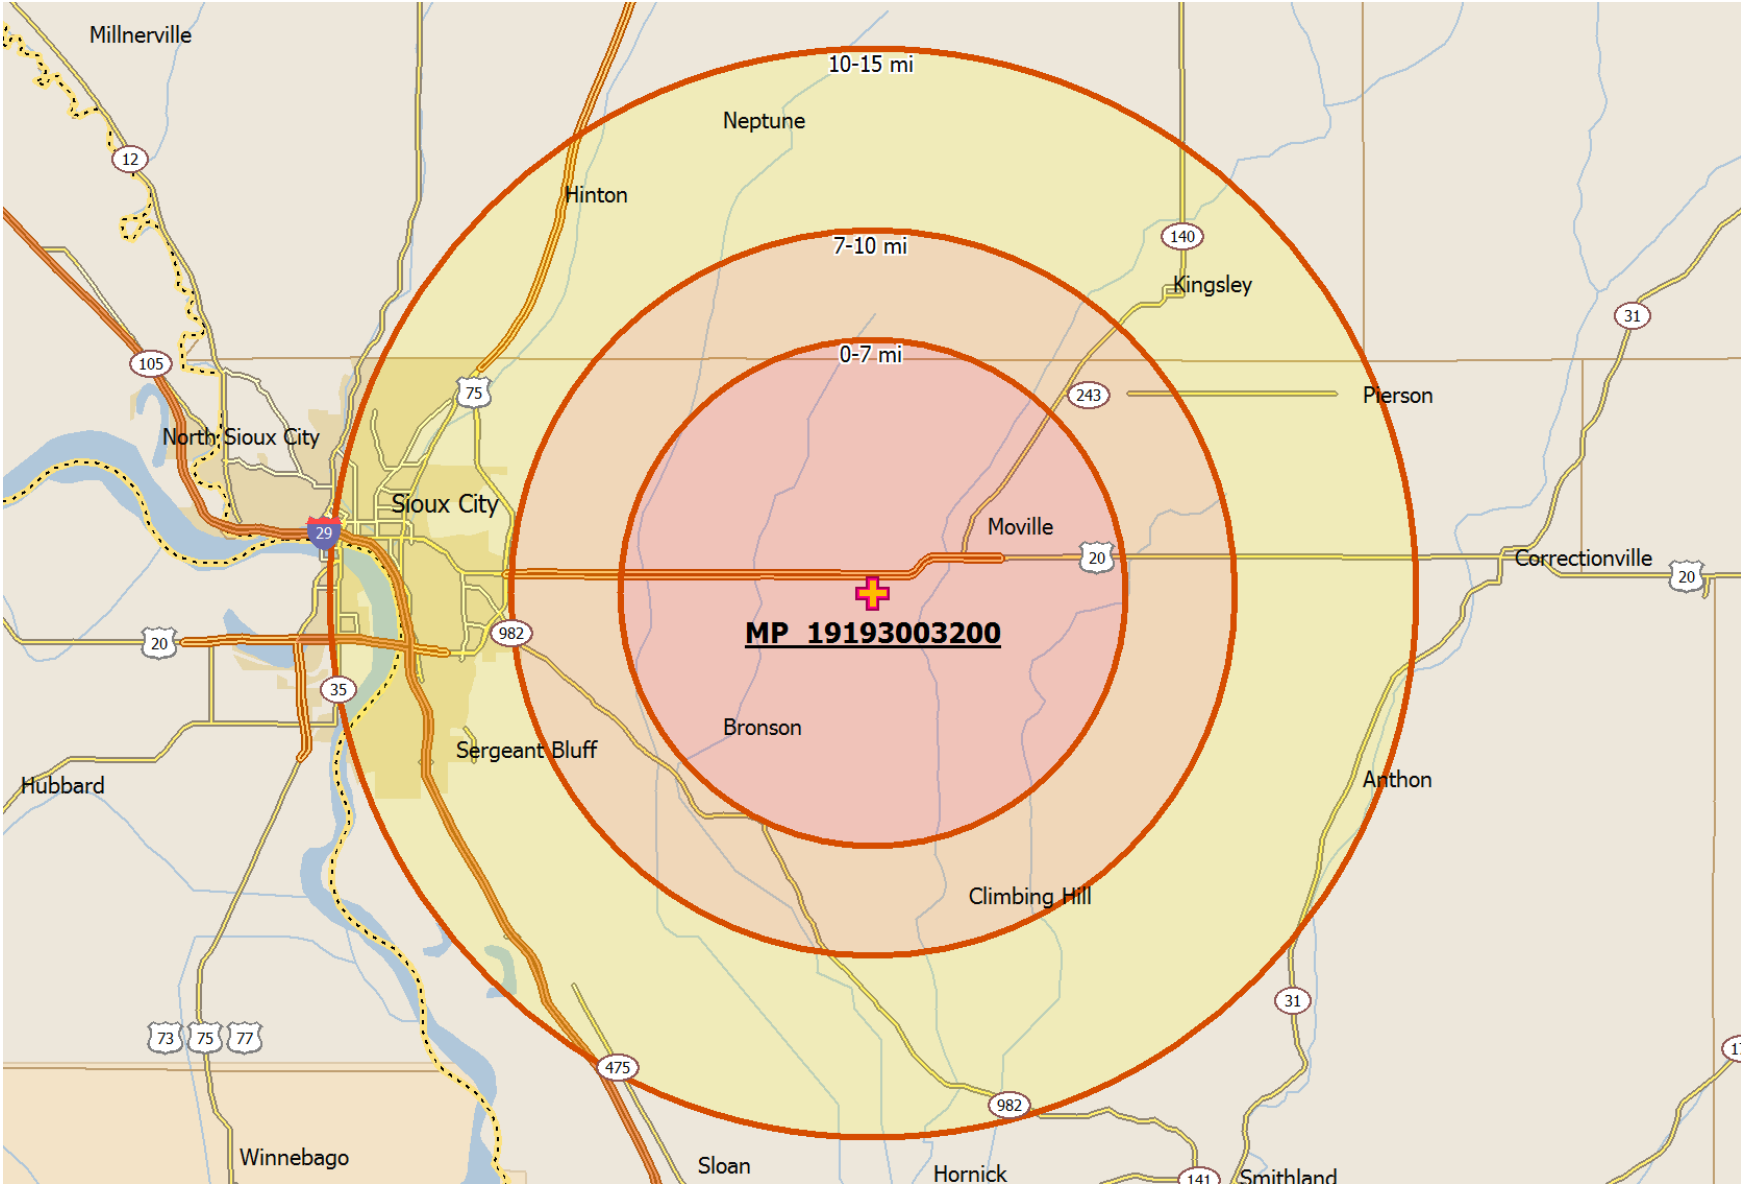 Millnerville
10-15 mi
Neptune
12
Hinton
140
7-10 mi
Kingsley
31
105
0-7 mi
75
243
Pierson
North Sioux City
Sioux City
29
Moville
20
Correctionville
20
MP_19193003200
982
20
35
Bronson
Sergeant Bluff
Hubbard
Anthon
Climbing Hill
31
73
75
77
475
982
Winnebago
Sloan
Hornick
141
Smithland